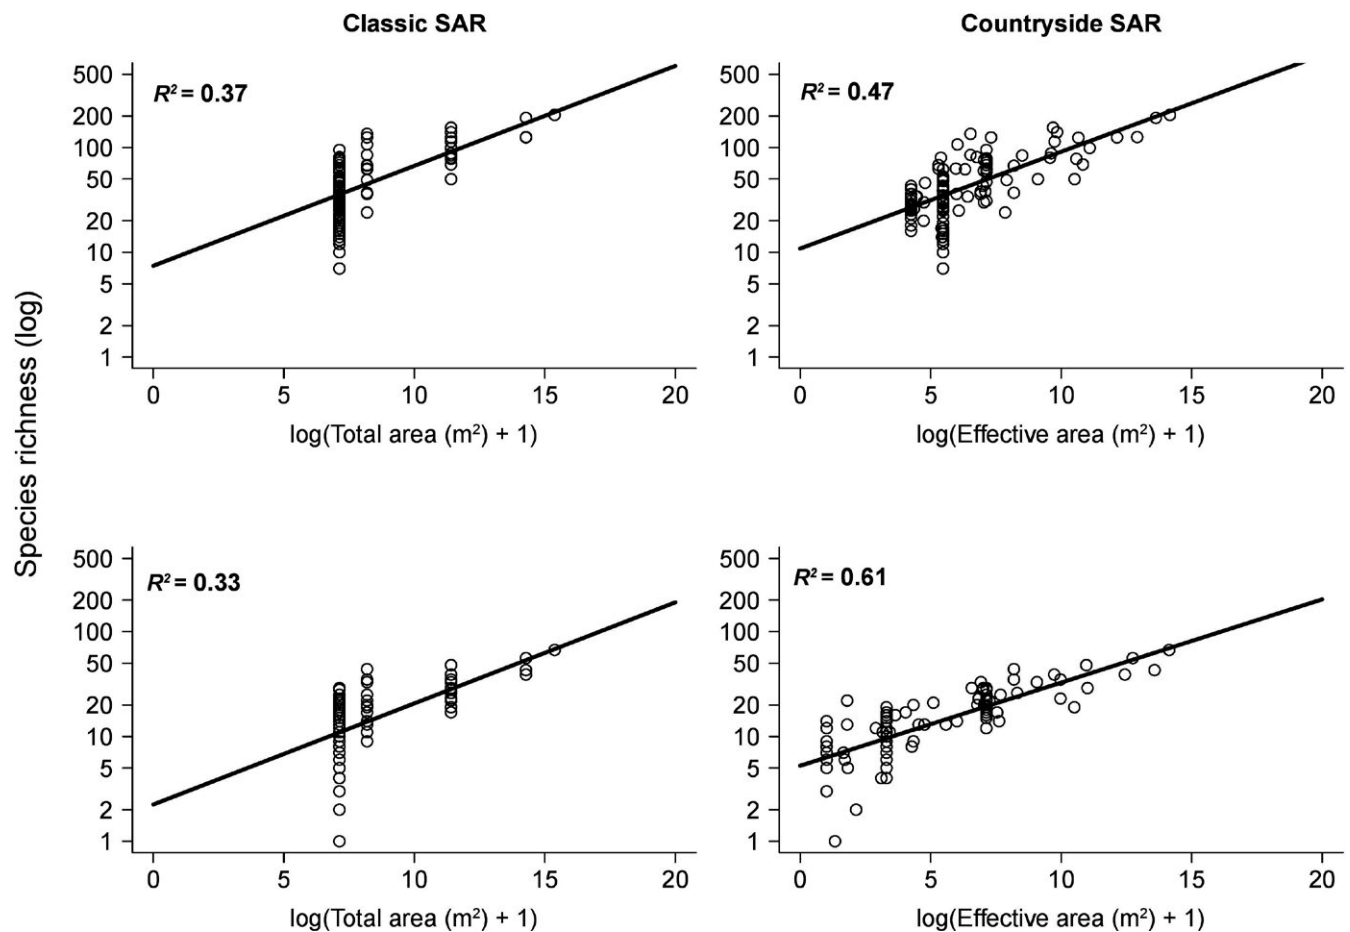 Classic SAR
Countryside SAR
Species richness (log)
500
200
100
50
20
10
5
2
1
R² = 0.37
0 5 10 15 20
log(Total area (m²) + 1)
500
200
100
50
20
10
5
2
1
R² = 0.47
0 5 10 15 20
log(Effective area (m²) + 1)
500
200
100
50
20
10
5
2
1
R² = 0.33
0 5 10 15 20
log(Total area (m²) + 1)
500
200
100
50
20
10
5
2
1
R² = 0.61
0 5 10 15 20
log(Effective area (m²) + 1)